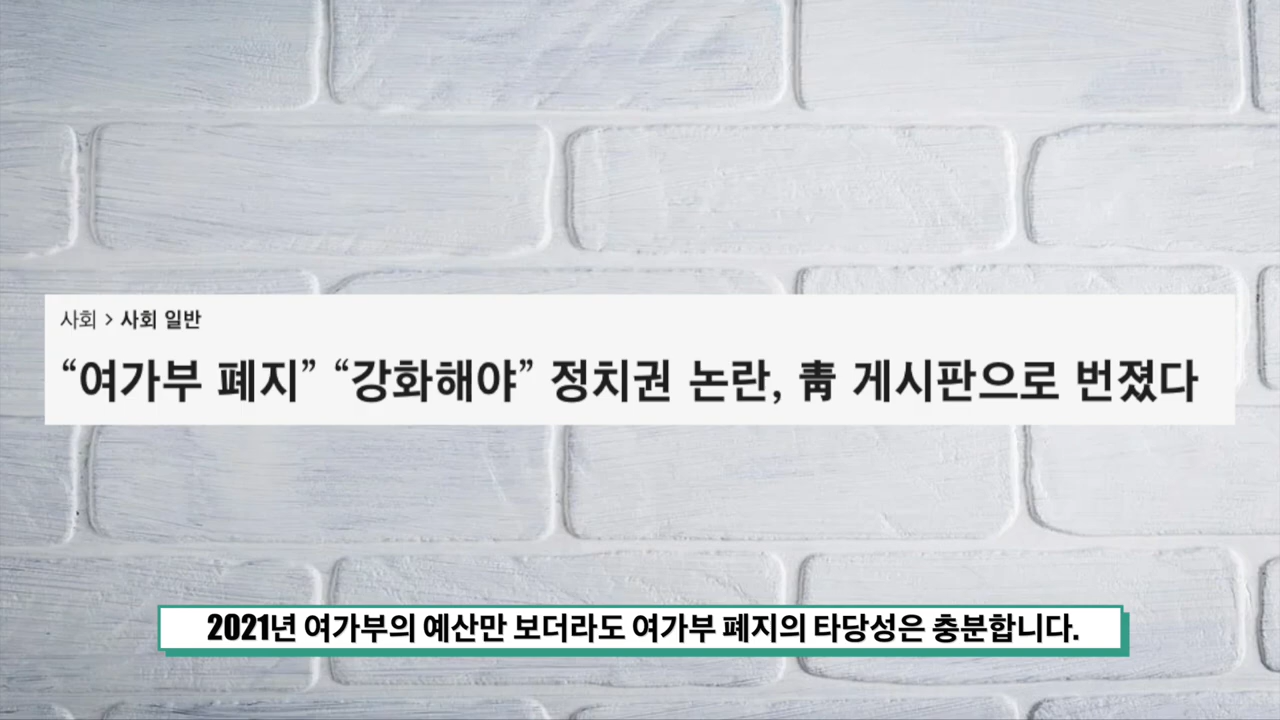 사회 > 사회 일반
“여가부 폐지” “강화해야” 정치권 논란, 靑 게시판으로 번졌다
2021년 여가부의 예산만 보더라도 여가부 폐지의 타당성은 충분합니다.